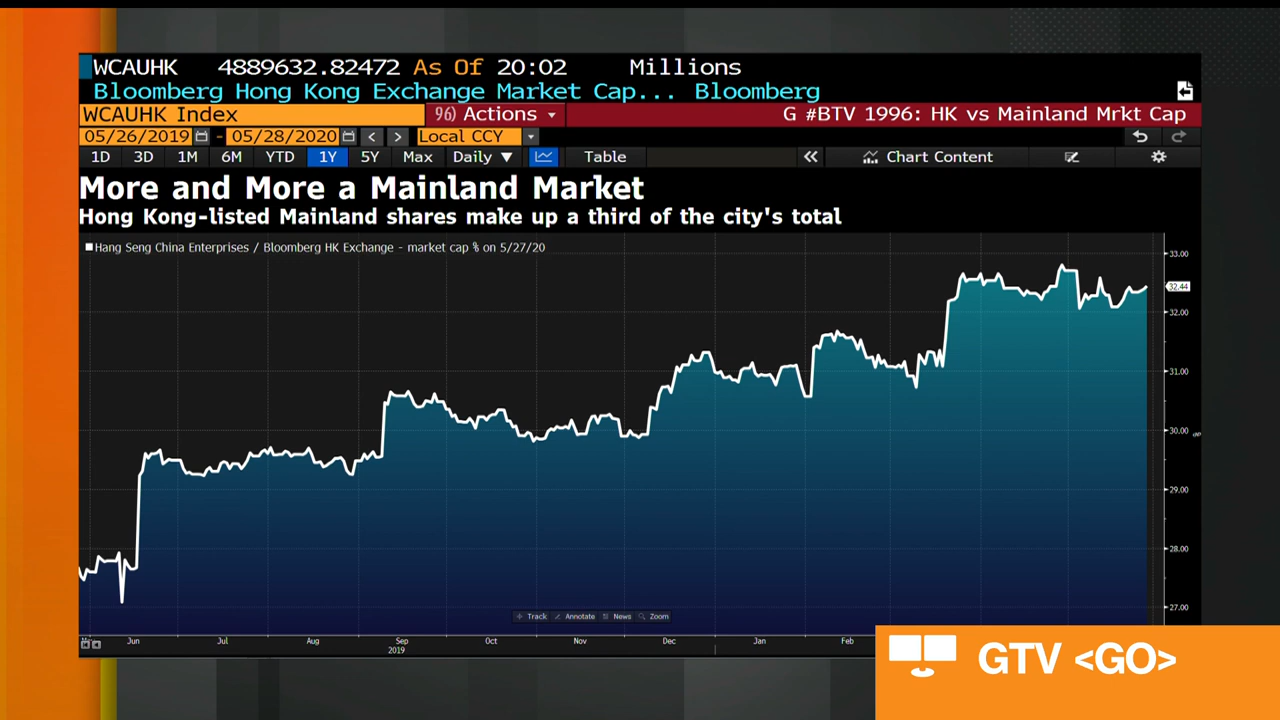 WCAUHK 4889632.82472 As Of 20:02 Millions
Bloomberg Hong Kong Exchange Market Cap... Bloomberg
WCAUHK Index 96) Actions G #BTV 1996: HK vs Mainland Mrkt Cap
05/26/2019 - 05/28/2020 < > Local CCY
1D 3D 1M 6M YTD 1Y 5Y Max Daily ▼ Table « Chart Content
More and More a Mainland Market
Hong Kong-listed Mainland shares make up a third of the city's total
Hang Seng China Enterprises / Bloomberg HK Exchange - market cap % on 5/27/20
33.00
32.44
32.00
31.00
30.00
29.00
28.00
27.00
Track Annotate News Zoom
Jun Jul Aug Sep Oct Nov Dec Jan Feb
2019
GTV <GO>